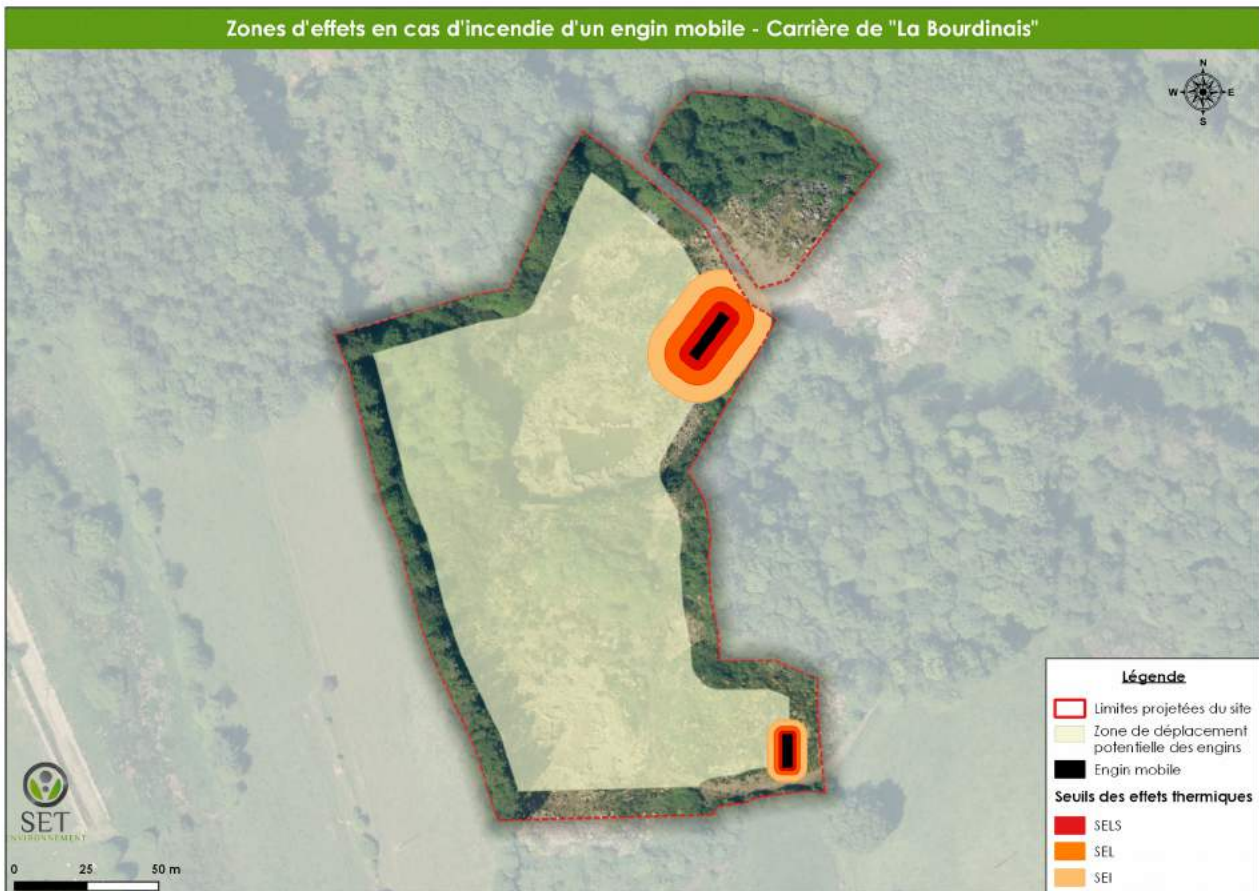 Zones d'effets en cas d'incendie d'un engin mobile - Carrière de "La Bourdinais"
N
W E
S
Légende
Limites projetées du site
Zone de déplacement
potentielle des engins
Engin mobile
Seuils des effets thermiques
SELS
SEL
SEI
SET
NVIRONNEMENT
0 25 50 m